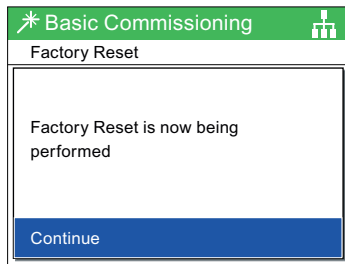 Basic Commissioning
Factory Reset
Factory Reset is now being
performed
Continue